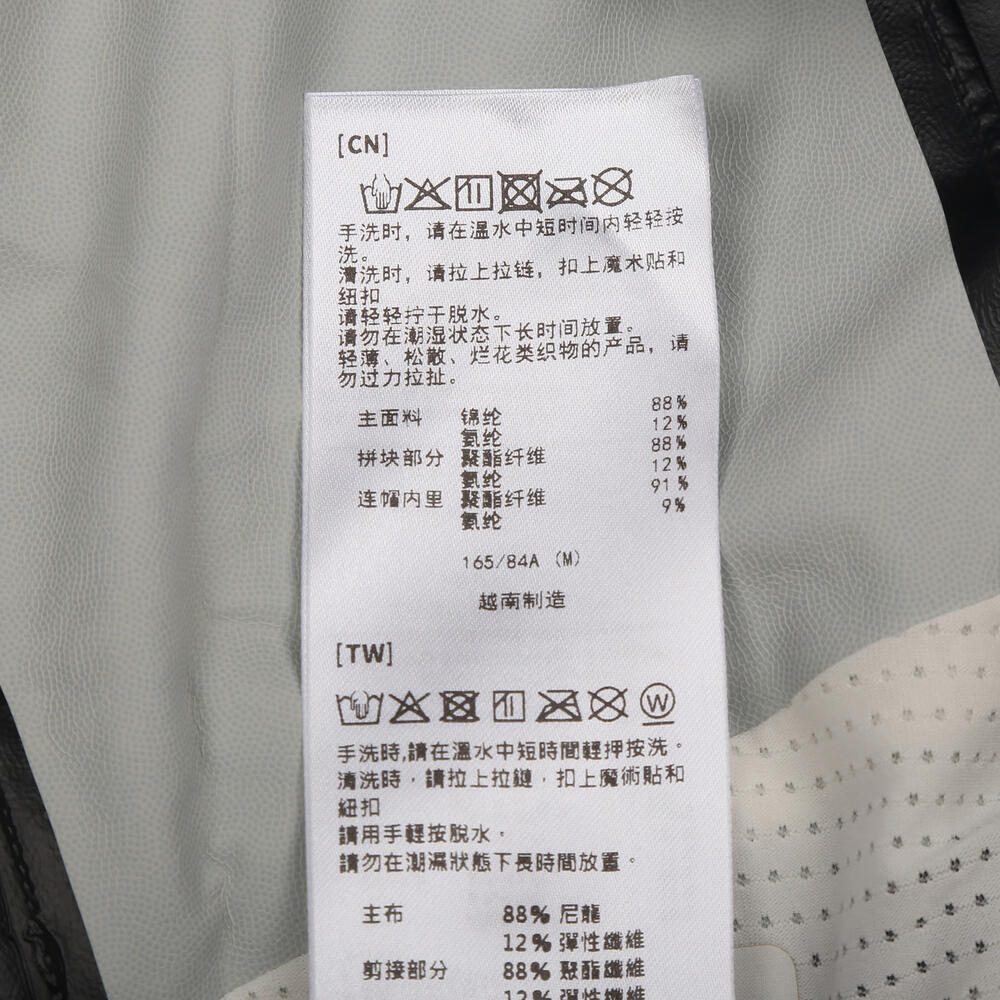 [CN]
手洗时，请在温水中短时间内轻轻按
洗。
清洗时，请拉上拉链，扣上魔术贴和
纽扣
请轻轻拧干脱水。
请勿在潮湿状态下长时间放置。
轻薄、松散、烂花类织物的产品，请
勿过力拉扯。
主面料 锦纶 88%
氨纶 12%
拼块部分 聚酯纤维 88%
氨纶 12%
连帽内里 聚酯纤维 91%
氨纶 9%
165/84A (M)
越南制造
[TW]
W
手洗時,請在溫水中短時間輕押按洗。
清洗時，請拉上拉鏈，扣上魔術貼和
紐扣
請用手輕按脫水。
請勿在潮濕狀態下長時間放置。
主布 88% 尼龍
12% 彈性纖維
剪接部分 88% 聚酯纖維
12% 彈性纖維